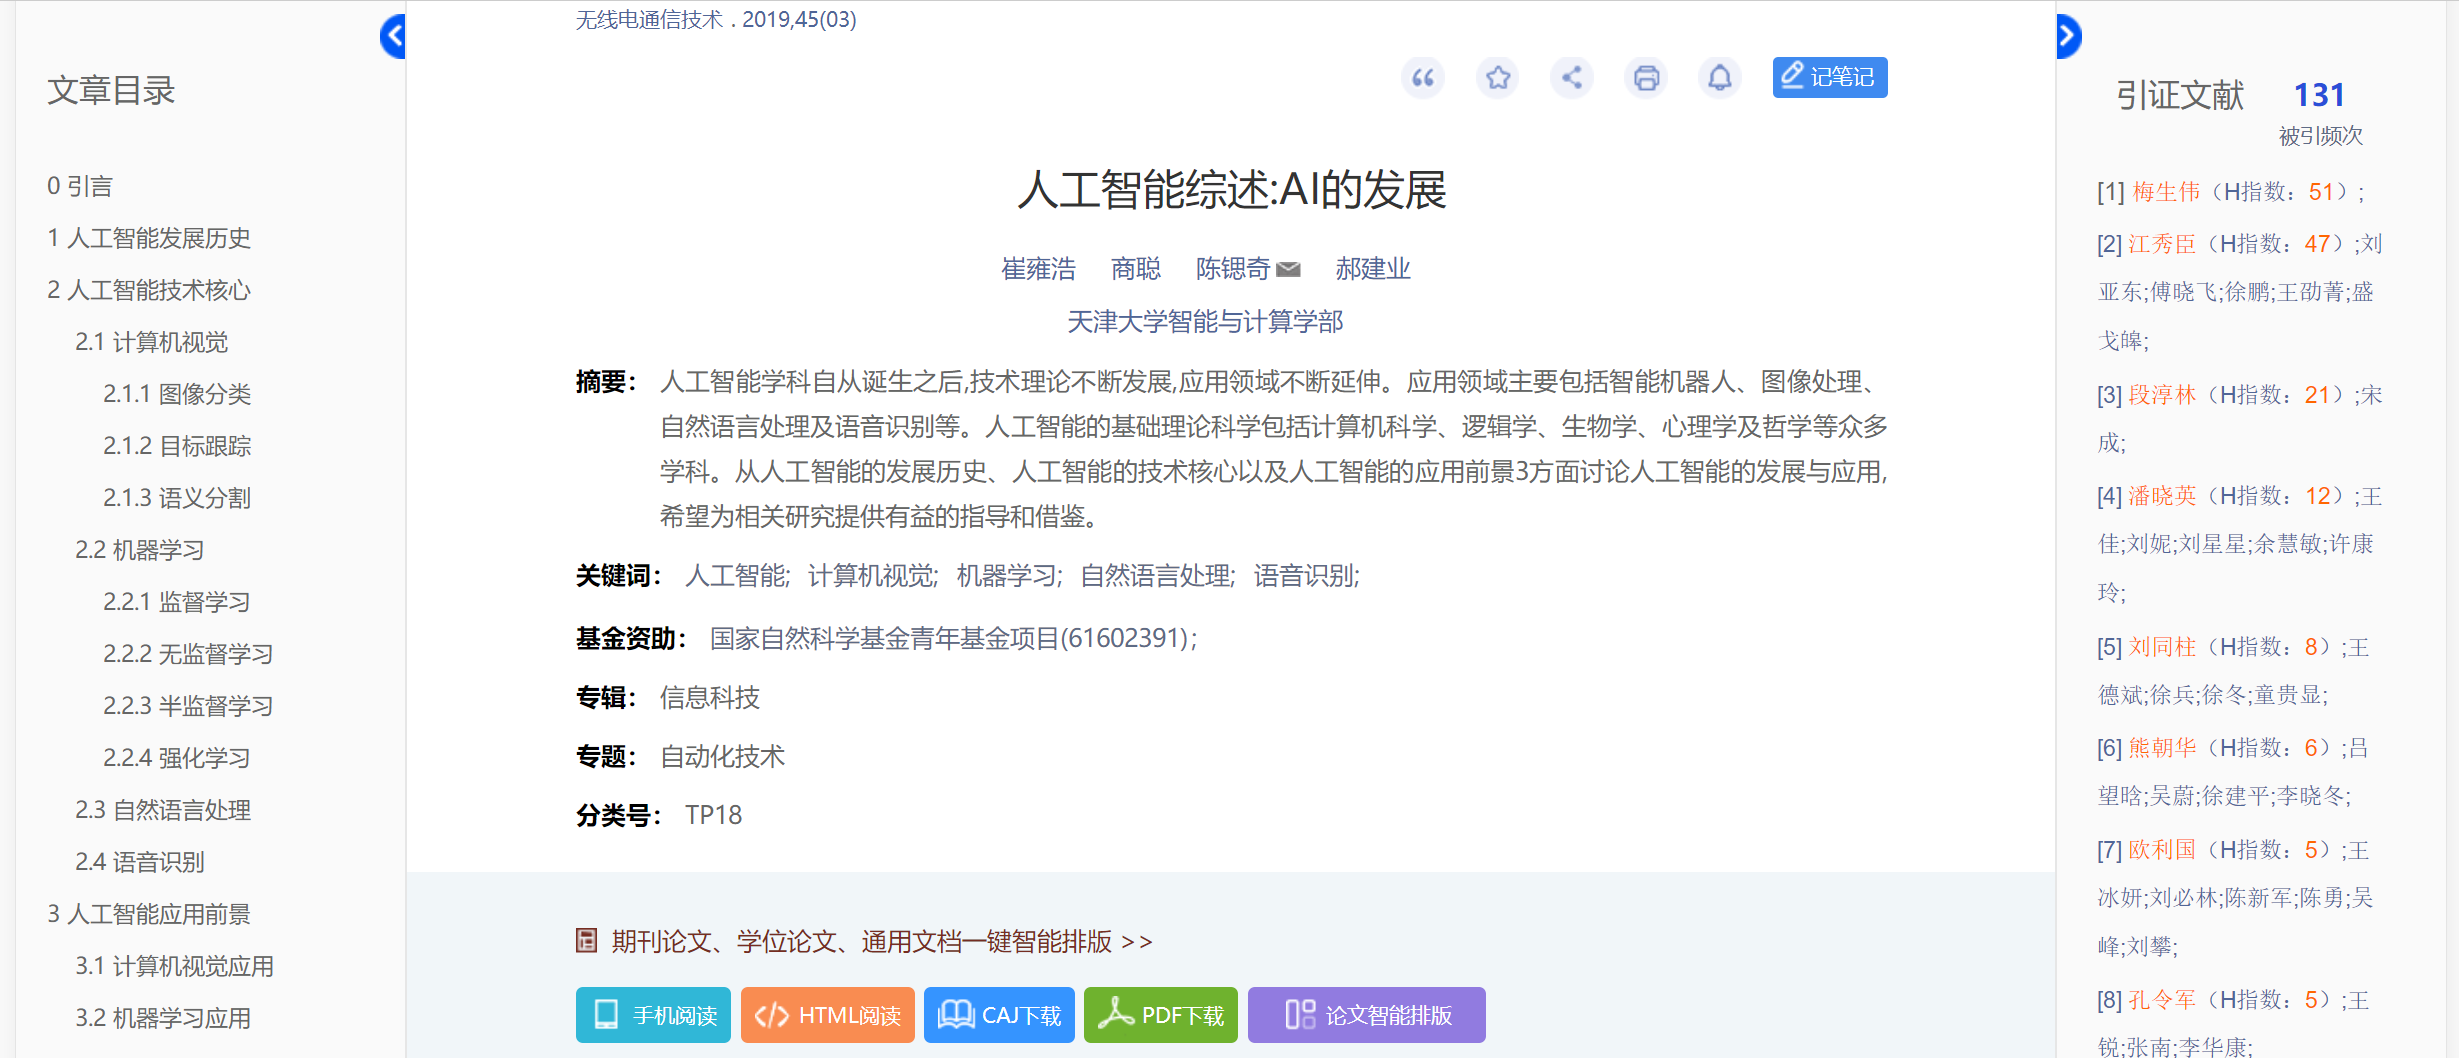 文章目录
0 引言
1 人工智能发展历史
2 人工智能技术核心
2.1 计算机视觉
2.1.1 图像分类
2.1.2 目标跟踪
2.1.3 语义分割
2.2 机器学习
2.2.1 监督学习
2.2.2 无监督学习
2.2.3 半监督学习
2.2.4 强化学习
2.3 自然语言处理
2.4 语音识别
3 人工智能应用前景
3.1 计算机视觉应用
3.2 机器学习应用
无线电通信技术 . 2019,45(03)
记笔记
人工智能综述:AI的发展
崔雍浩 商聪 陈锶奇 郝建业
天津大学智能与计算学部
摘要： 人工智能学科自从诞生之后,技术理论不断发展,应用领域不断延伸。应用领域主要包括智能机器人、图像处理、
自然语言处理及语音识别等。人工智能的基础理论科学包括计算机科学、逻辑学、生物学、心理学及哲学等众多
学科。从人工智能的发展历史、人工智能的技术核心以及人工智能的应用前景3方面讨论人工智能的发展与应用,
希望为相关研究提供有益的指导和借鉴。
关键词： 人工智能; 计算机视觉; 机器学习; 自然语言处理; 语音识别;
基金资助： 国家自然科学基金青年基金项目(61602391)；
专辑： 信息科技
专题： 自动化技术
分类号： TP18
期刊论文、学位论文、通用文档一键智能排版 >>
手机阅读 HTML阅读 CAJ下载 PDF下载 论文智能排版
引证文献 131
被引频次
[1] 梅生伟（H指数：51）;
[2] 江秀臣（H指数：47）;刘
亚东;傅晓飞;徐鹏;王劭菁;盛
戈皞;
[3] 段淳林（H指数：21）;宋
成;
[4] 潘晓英（H指数：12）;王
佳;刘妮;刘星星;余慧敏;许康
玲;
[5] 刘同柱（H指数：8）;王
德斌;徐兵;徐冬;童贵显;
[6] 熊朝华（H指数：6）;吕
望晗;吴蔚;徐建平;李晓冬;
[7] 欧利国（H指数：5）;王
冰妍;刘必林;陈新军;陈勇;吴
峰;刘攀;
[8] 孔令军（H指数：5）;王
锐;张南;李华康;